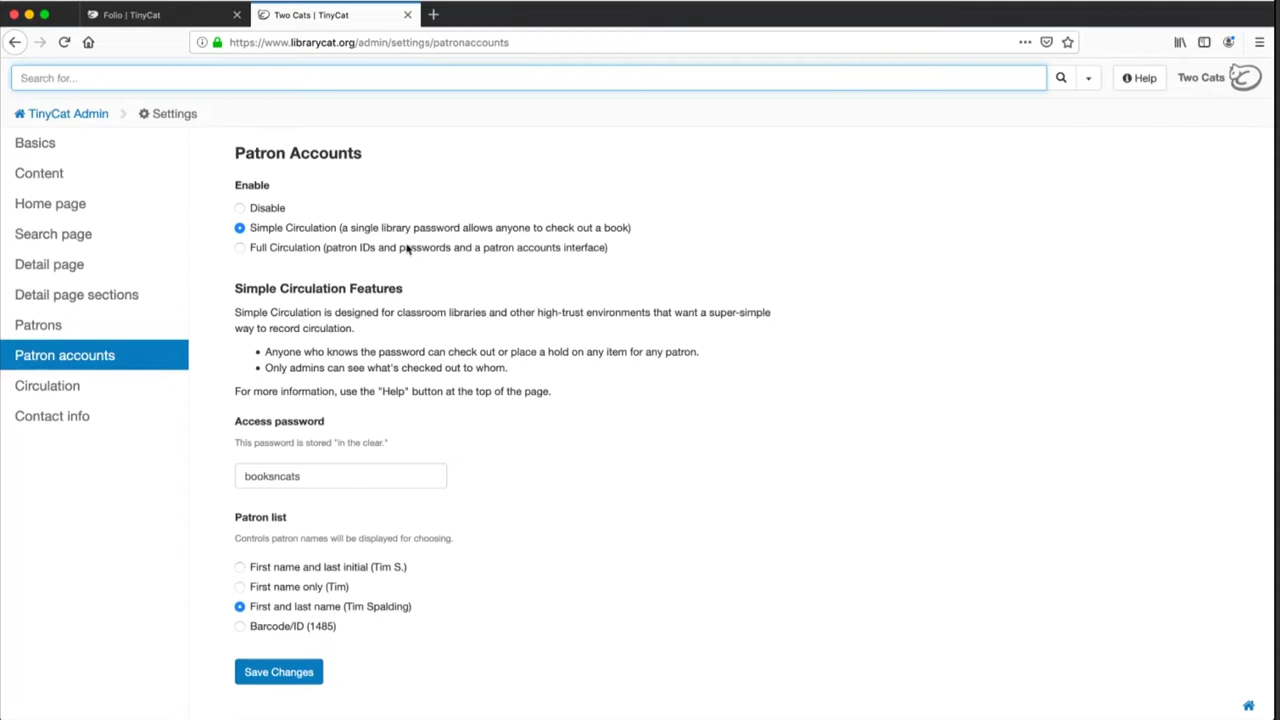 Folio | TinyCat
Two Cats | TinyCat
https://www.librarycat.org/admin/settings/patronaccounts
Search for...
Help
Two Cats
TinyCat Admin
Settings
Basics
Content
Home page
Search page
Detail page
Detail page sections
Patrons
Patron accounts
Circulation
Contact info
Patron Accounts
Enable
Disable
Simple Circulation (a single library password allows anyone to check out a book)
Full Circulation (patron IDs and passwords and a patron accounts interface)
Simple Circulation Features
Simple Circulation is designed for classroom libraries and other high-trust environments that want a super-simple
way to record circulation.
• Anyone who knows the password can check out or place a hold on any item for any patron.
• Only admins can see what's checked out to whom.
For more information, use the "Help" button at the top of the page.
Access password
This password is stored "in the clear."
booksncats
Patron list
Controls patron names will be displayed for choosing.
First name and last initial (Tim S.)
First name only (Tim)
First and last name (Tim Spalding)
Barcode/ID (1485)
Save Changes